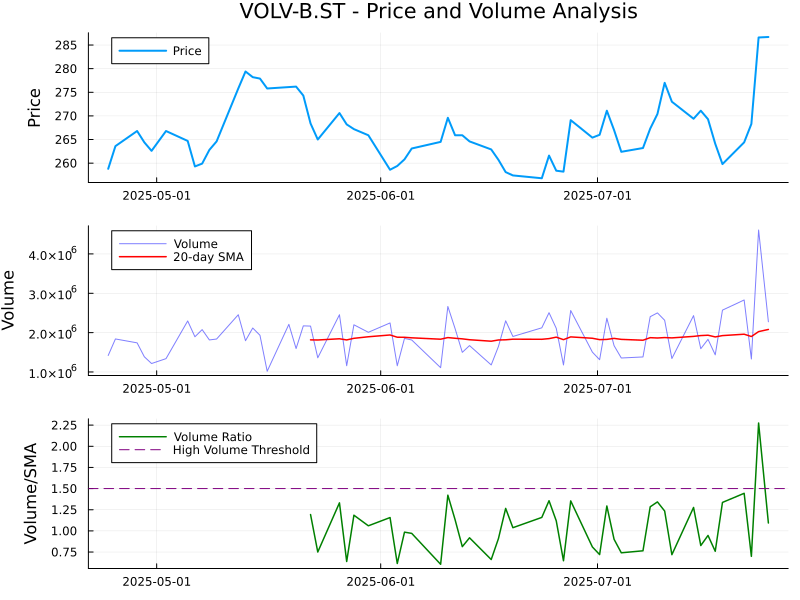 VOLV-B.ST - Price and Volume Analysis
Price
285
280
275
270
265
260
Price
2025-05-01
2025-06-01
2025-07-01
Volume
4.0×10⁶
3.0×10⁶
2.0×10⁶
1.0×10⁶
Volume
20-day SMA
2025-05-01
2025-06-01
2025-07-01
Volume/SMA
2.25
2.00
1.75
1.50
1.25
1.00
0.75
Volume Ratio
High Volume Threshold
2025-05-01
2025-06-01
2025-07-01